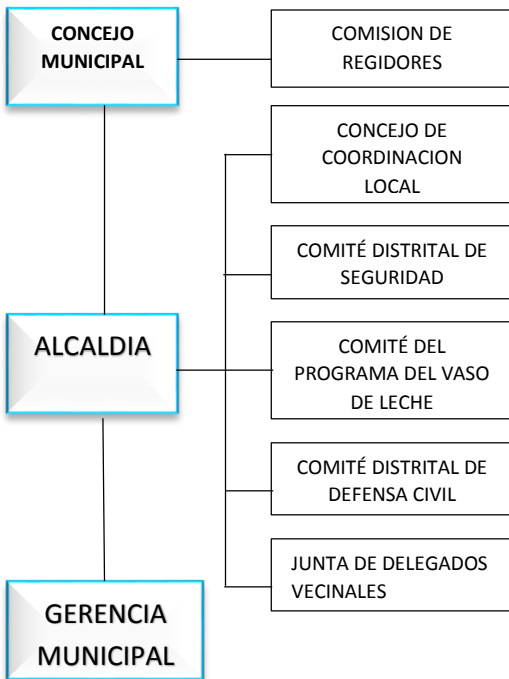 CONCEJO
MUNICIPAL
COMISION DE
REGIDORES
CONCEJO DE
COORDINACION
LOCAL
COMITÉ DISTRITAL DE
SEGURIDAD
ALCALDIA
COMITÉ DEL
PROGRAMA DEL VASO
DE LECHE
COMITÉ DISTRITAL DE
DEFENSA CIVIL
JUNTA DE DELEGADOS
VECINALES
GERENCIA
MUNICIPAL